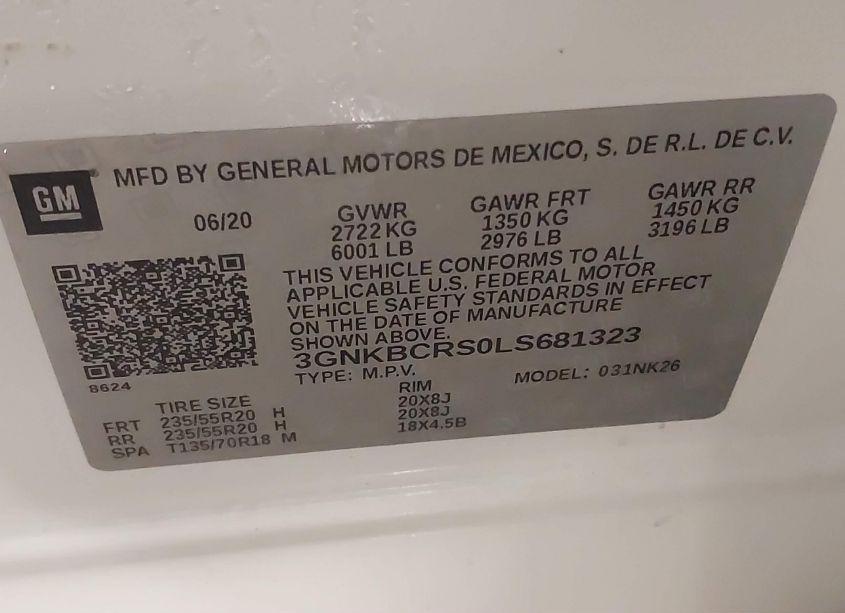 GM
MFD BY GENERAL MOTORS DE MEXICO, S. DE R.L. DE C.V.
06/20 GVWR GAWR FRT GAWR RR
2722 KG 1350 KG 1450 KG
6001 LB 2976 LB 3196 LB
THIS VEHICLE CONFORMS TO ALL
APPLICABLE U.S. FEDERAL MOTOR
VEHICLE SAFETY STANDARDS IN EFFECT
ON THE DATE OF MANUFACTURE
SHOWN ABOVE.
3GNKBCRS0LS681323
8624 TYPE: M.P.V. MODEL: 031NK26
TIRE SIZE RIM
FRT 235/55R20 H 20X8J
RR 235/55R20 H 20X8J
SPA T135/70R18 M 18X4.5B